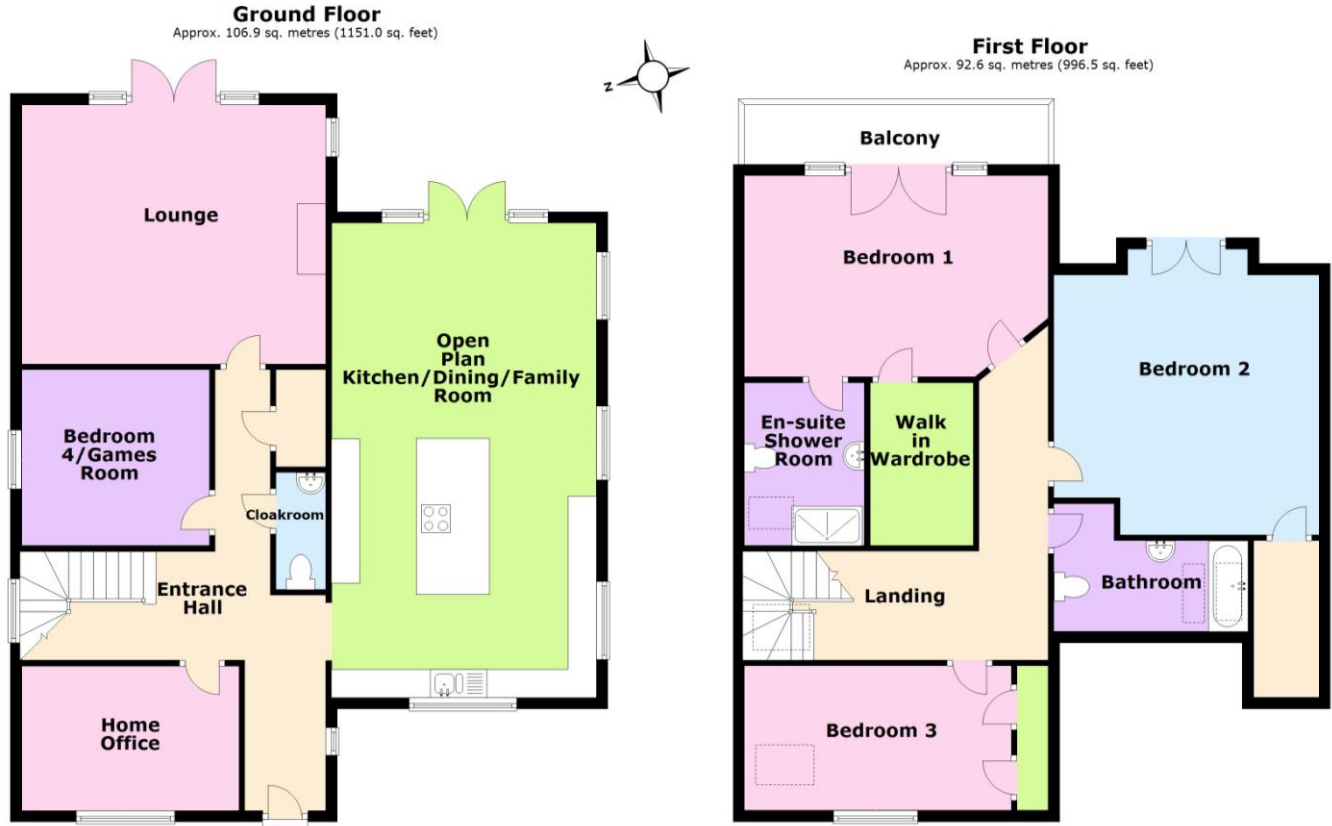 Ground Floor
Approx. 106.9 sq. metres (1151.0 sq. feet)
Lounge
Open
Plan
Kitchen/Dining/Family
Room
Bedroom
4/Games
Room
Cloakroom
Entrance
Hall
Home
Office
Z
First Floor
Approx. 92.6 sq. metres (996.5 sq. feet)
Balcony
Bedroom 1
Bedroom 2
En-suite
Shower
Room
Walk
in
Wardrobe
Bathroom
Landing
Bedroom 3